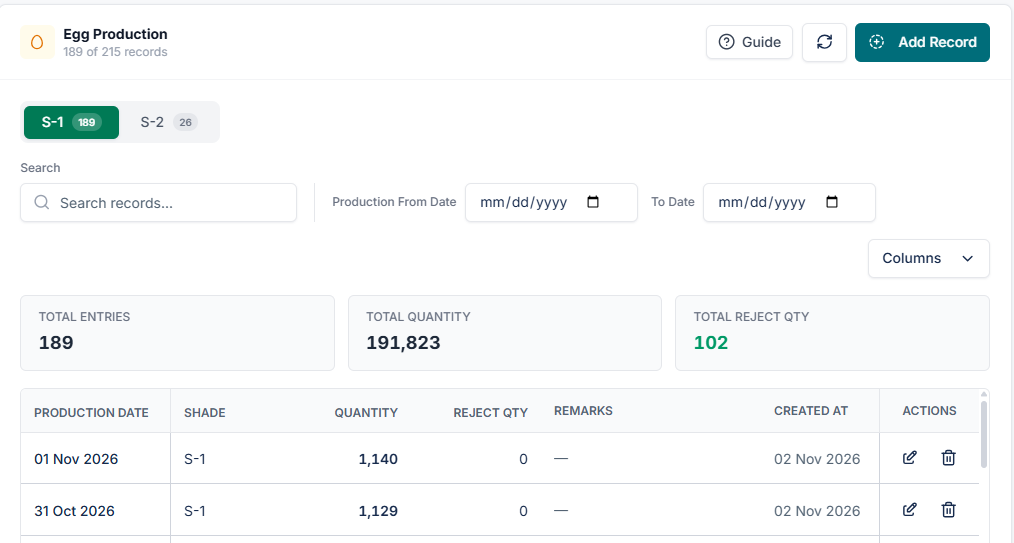 Egg Production
189 of 215 records
Guide
Add Record
S-1 189 S-2 26
Search
Search records...
Production From Date mm/dd/yyyy To Date mm/dd/yyyy
Columns
TOTAL ENTRIES TOTAL QUANTITY TOTAL REJECT QTY
189 191,823 102
PRODUCTION DATE SHADE QUANTITY REJECT QTY REMARKS CREATED AT ACTIONS
01 Nov 2026 S-1 1,140 0 — 02 Nov 2026
31 Oct 2026 S-1 1,129 0 — 02 Nov 2026